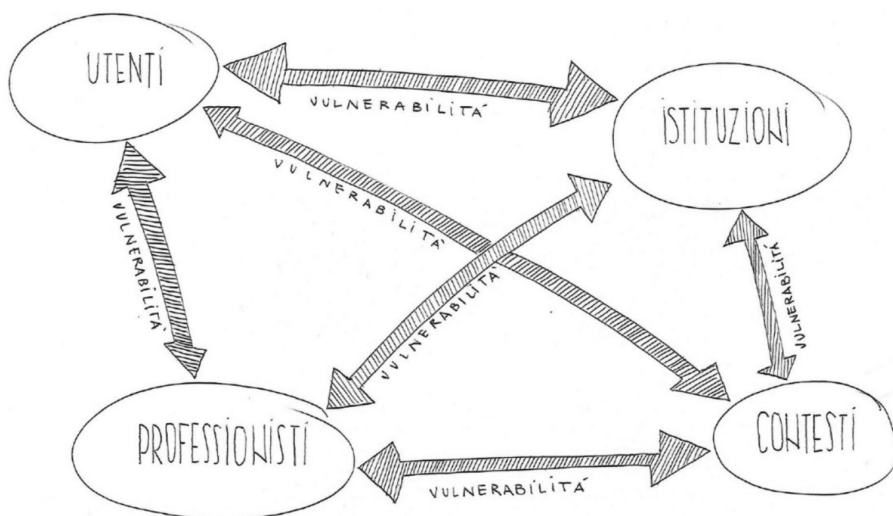 UTENTI
VULNERABILITÁ
ISTITUZIONI
VULNERABILITÁ
VULNERABILITÁ
VULNERABILITÁ
VULNERABILITÁ
PROFESSIONISTI
CONTESTI
VULNERABILITÁ